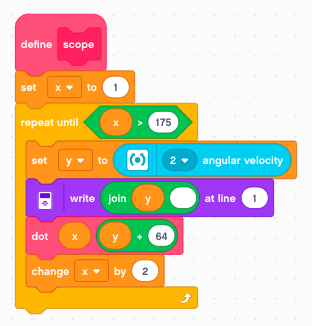 define scope
set x to 1
repeat until x > 175
set y to 2 angular velocity
write join y at line 1
dot x y + 64
change x by 2